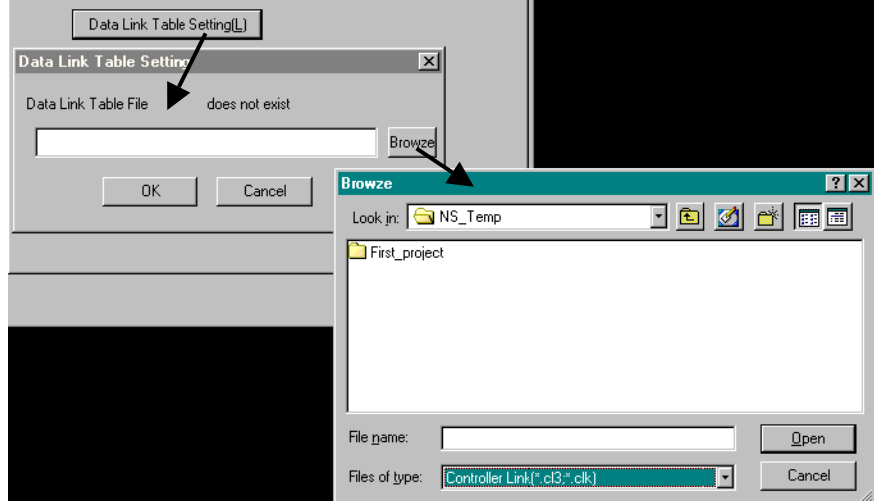 Data Link Table Setting(L)
Data Link Table Setting
Data Link Table File does not exist
Browze
OK Cancel
Browze
Look in: NS_Temp
First_project
File name: Open
Files of type: Controller Link(*.cl3;*.clk) Cancel